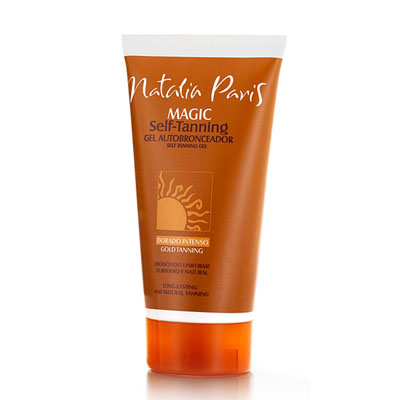 Natalia Paris
MAGIC
Self-Tanning
GEL AUTOBRONCEADOR
SELF TANNING GEL
DORADO INTENSO
GOLD TANNING
BRONCEADO UNIFORME
DURADERO Y NATURAL
LONG LASTING
AND NATURAL TANNING